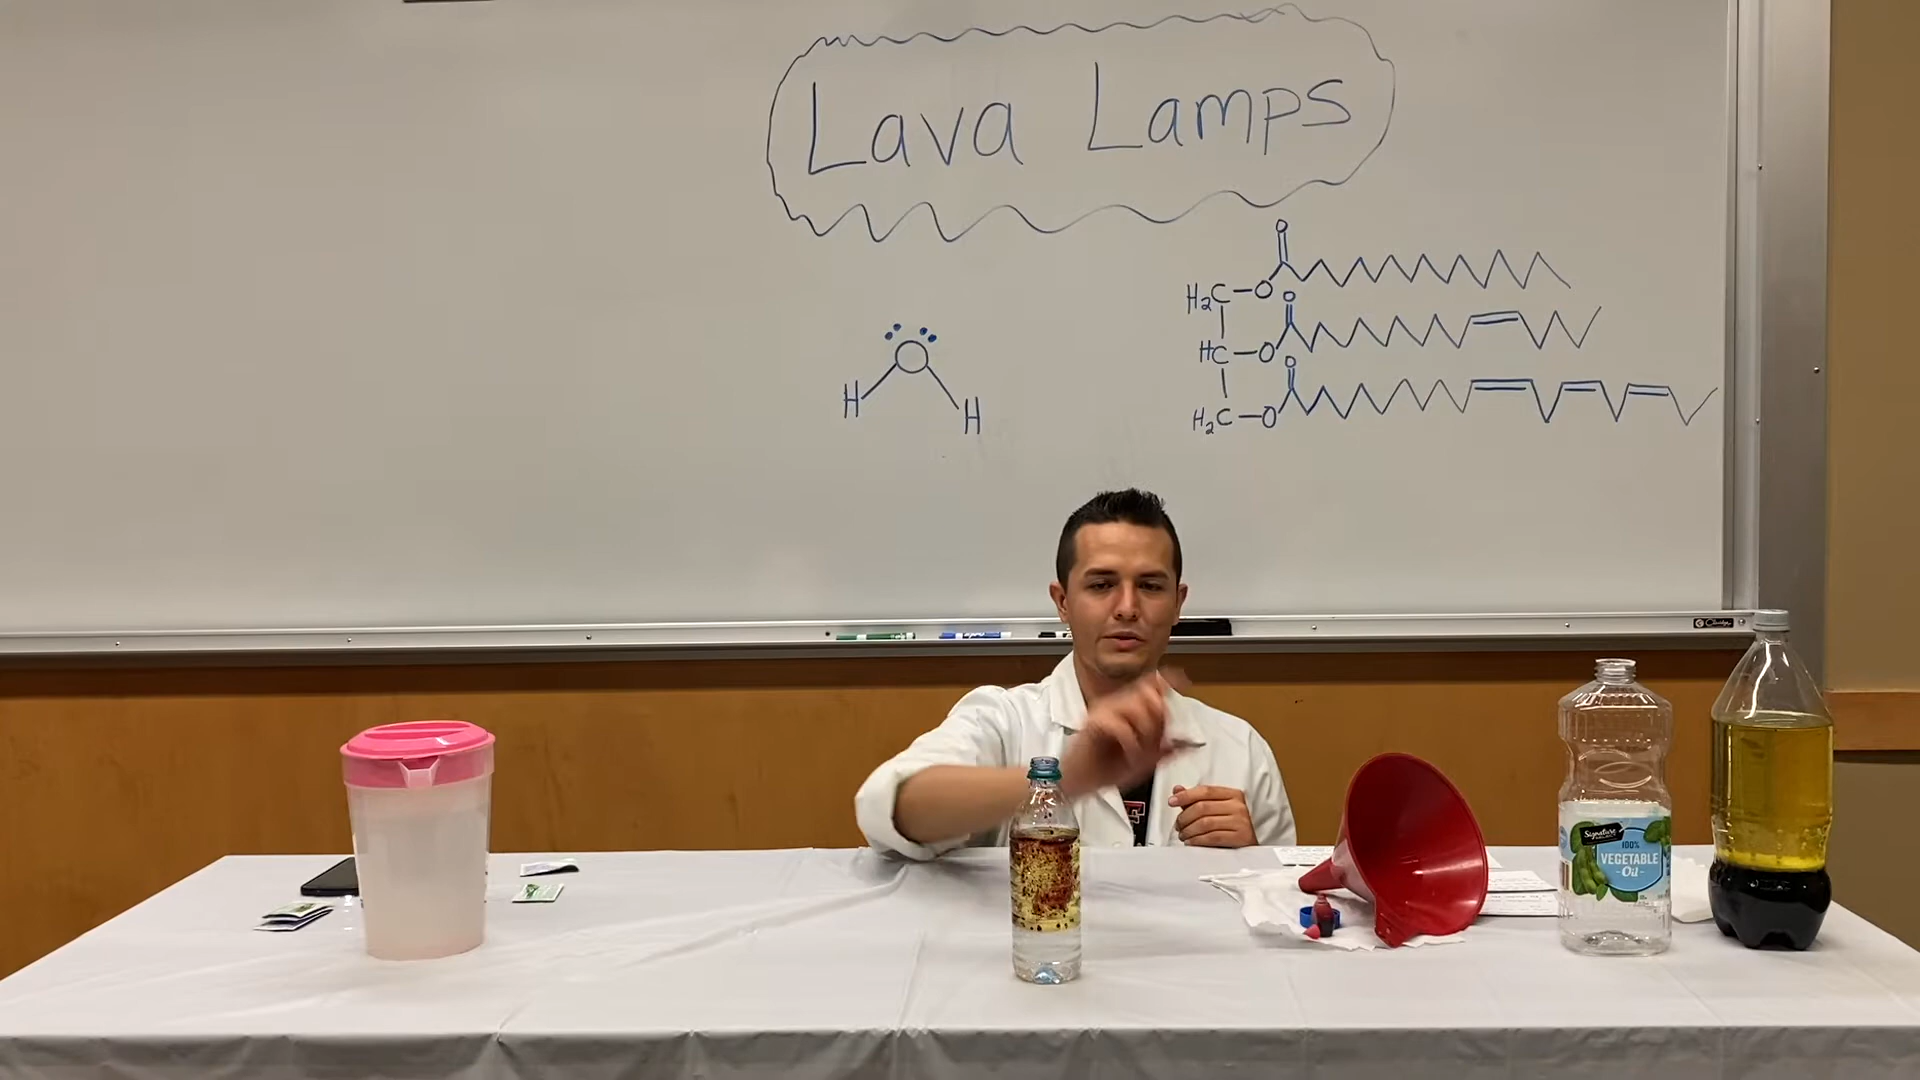 Lava Lamps
O
H₂C—O
O
HC—O
O
H₂C—O
H H
Signature
100%
VEGETABLE
Oil